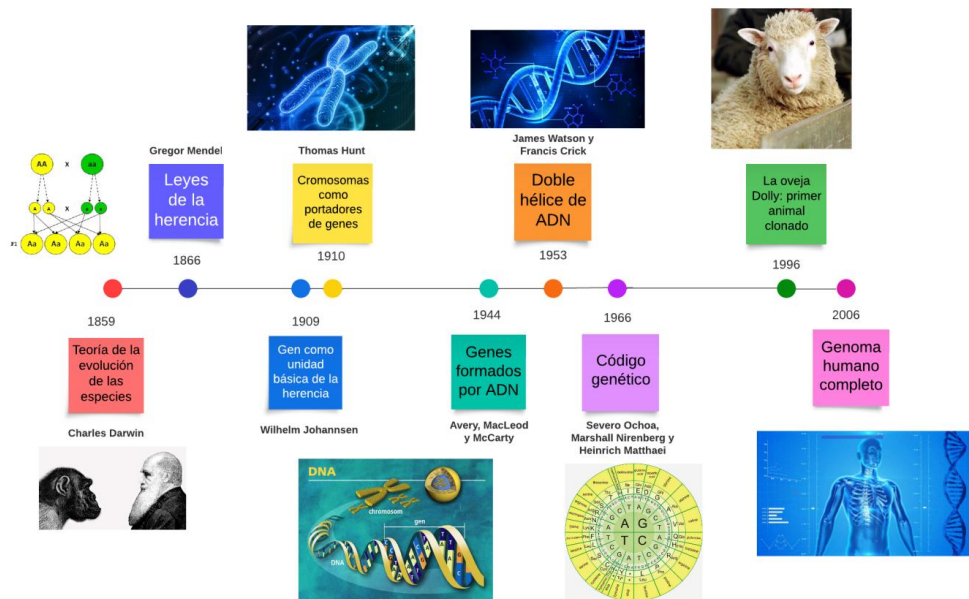 Gregor Mendel
Leyes
de la
herencia
1866
Thomas Hunt
Cromosomas
como
portadores
de genes
1910
James Watson y
Francis Crick
Doble
hélice de
ADN
1953
La oveja
Dolly: primer
animal
clonado
1996
AA
x
aa
A
A
x
a
a
F1
Aa
Aa
Aa
Aa
1859
Teoría de la
evolución
de las
especies
Charles Darwin
1909
Gen como
unidad
básica de la
herencia
Wilhelm Johannsen
1944
Genes
formados
por ADN
Avery, MacLeod
y McCarty
1966
Código
genético
Severo Ochoa,
Marshall Nirenberg y
Heinrich Matthaei
2006
Genoma
humano
completo
DNA
chromosom
gen
DNA
A G
T C